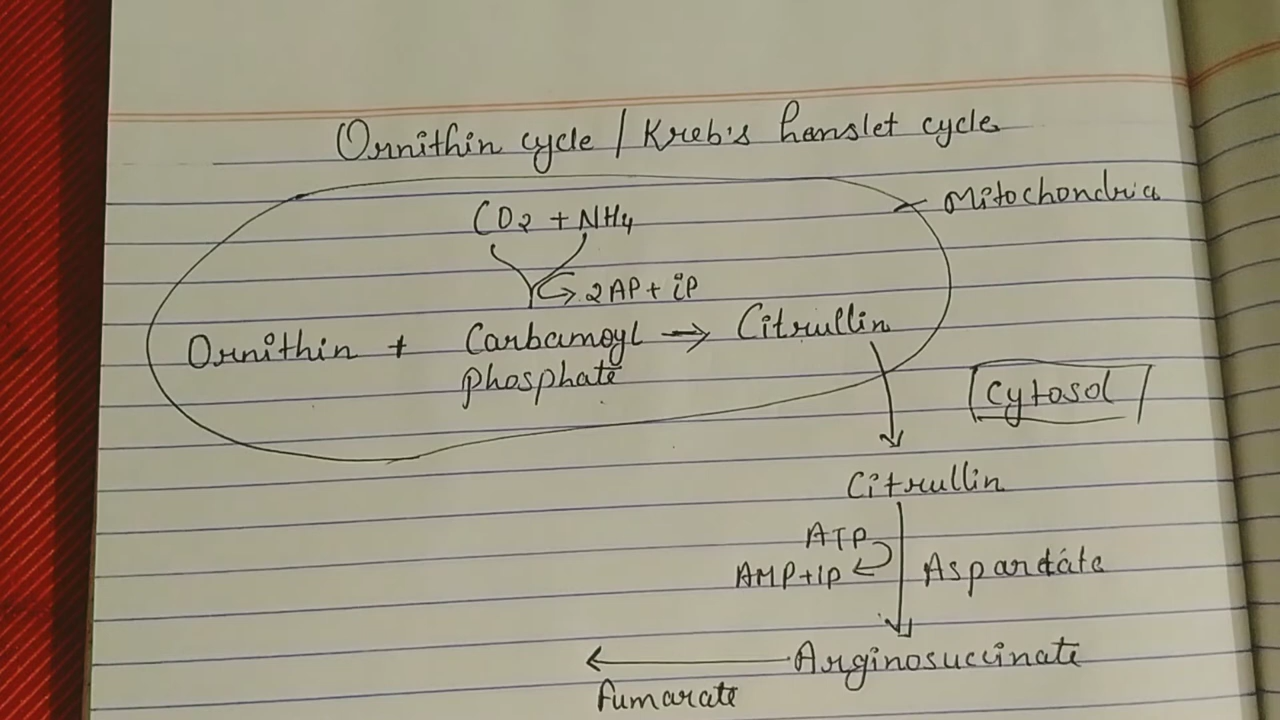 Ornithin cycle / Kreb's henslet cycle
Mitochondria
CO2 + NH4
2AP + iP
Ornithin + Carbamoyl → Citrullin
phosphate
Cytosol
Citrullin
ATP
AMP+iP
Aspartate
Arginosuccinate
fumarate